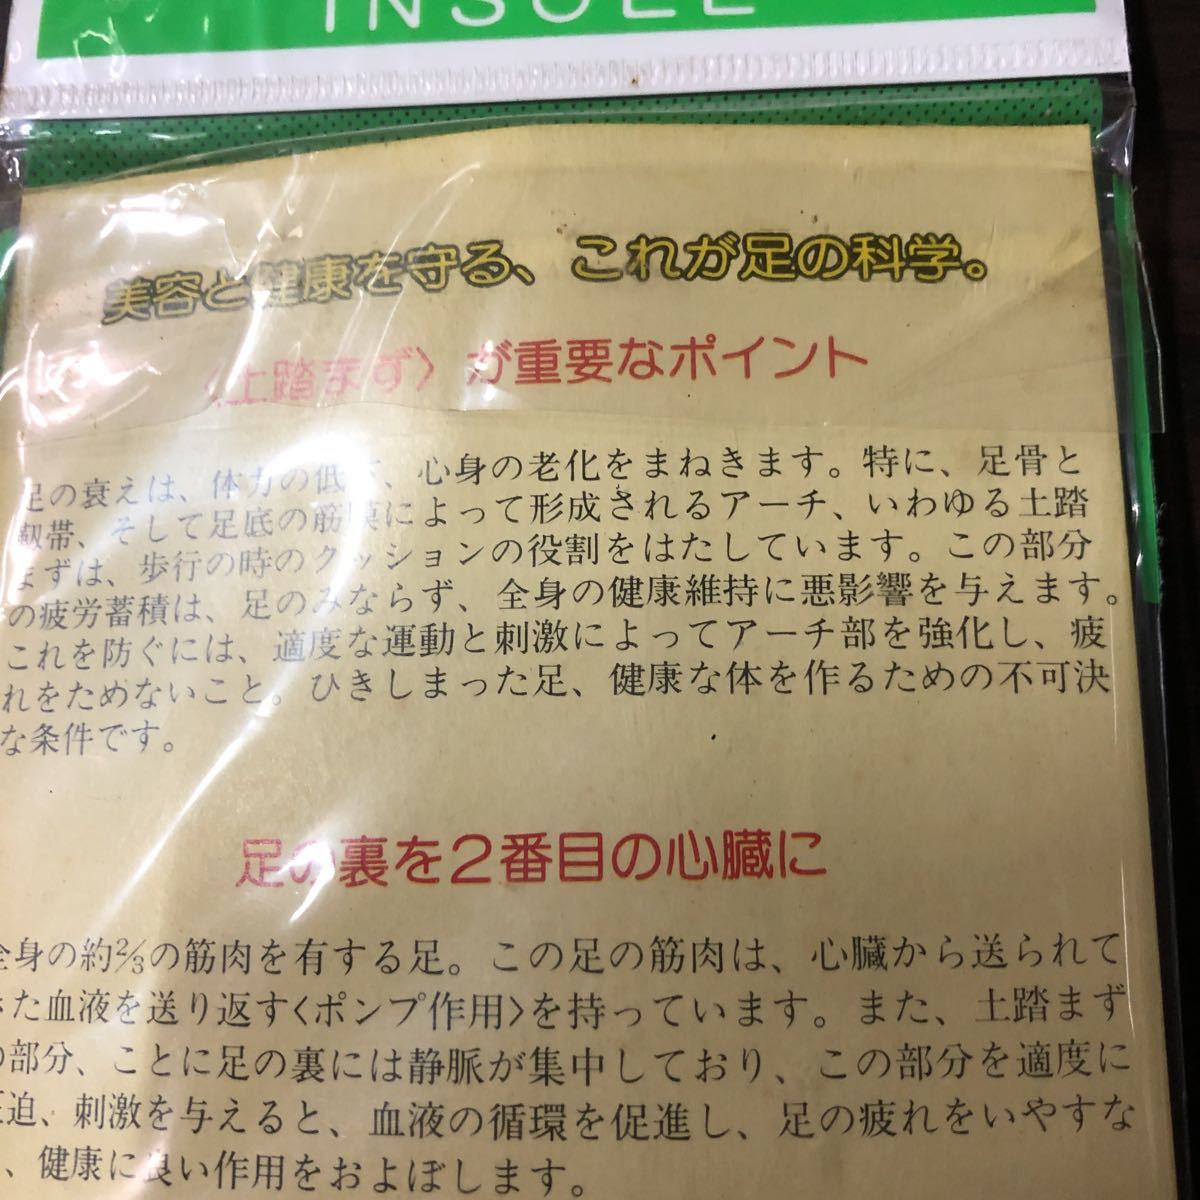 INSOLE
美容と健康を守る、これが足の科学。
〈土踏まず〉が重要なポイント
足の衰えは、体力の低下、心身の老化をまねきます。特に、足骨と
靱帯、そして足底の筋膜によって形成されるアーチ、いわゆる土踏
まずは、歩行の時のクッションの役割をはたしています。この部分
の疲労蓄積は、足のみならず、全身の健康維持に悪影響を与えます。
これを防ぐには、適度な運動と刺激によってアーチ部を強化し、疲
れをためないこと。ひきしまった足、健康な体を作るための不可決
な条件です。
足の裏を2番目の心臓に
全身の約2/3の筋肉を有する足。この足の筋肉は、心臓から送られて
きた血液を送り返す〈ポンプ作用〉を持っています。また、土踏まず
の部分、ことに足の裏には静脈が集中しており、この部分を適度に
圧迫、刺激を与えると、血液の循環を促進し、足の疲れをいやすな
、健康に良い作用をおよぼします。